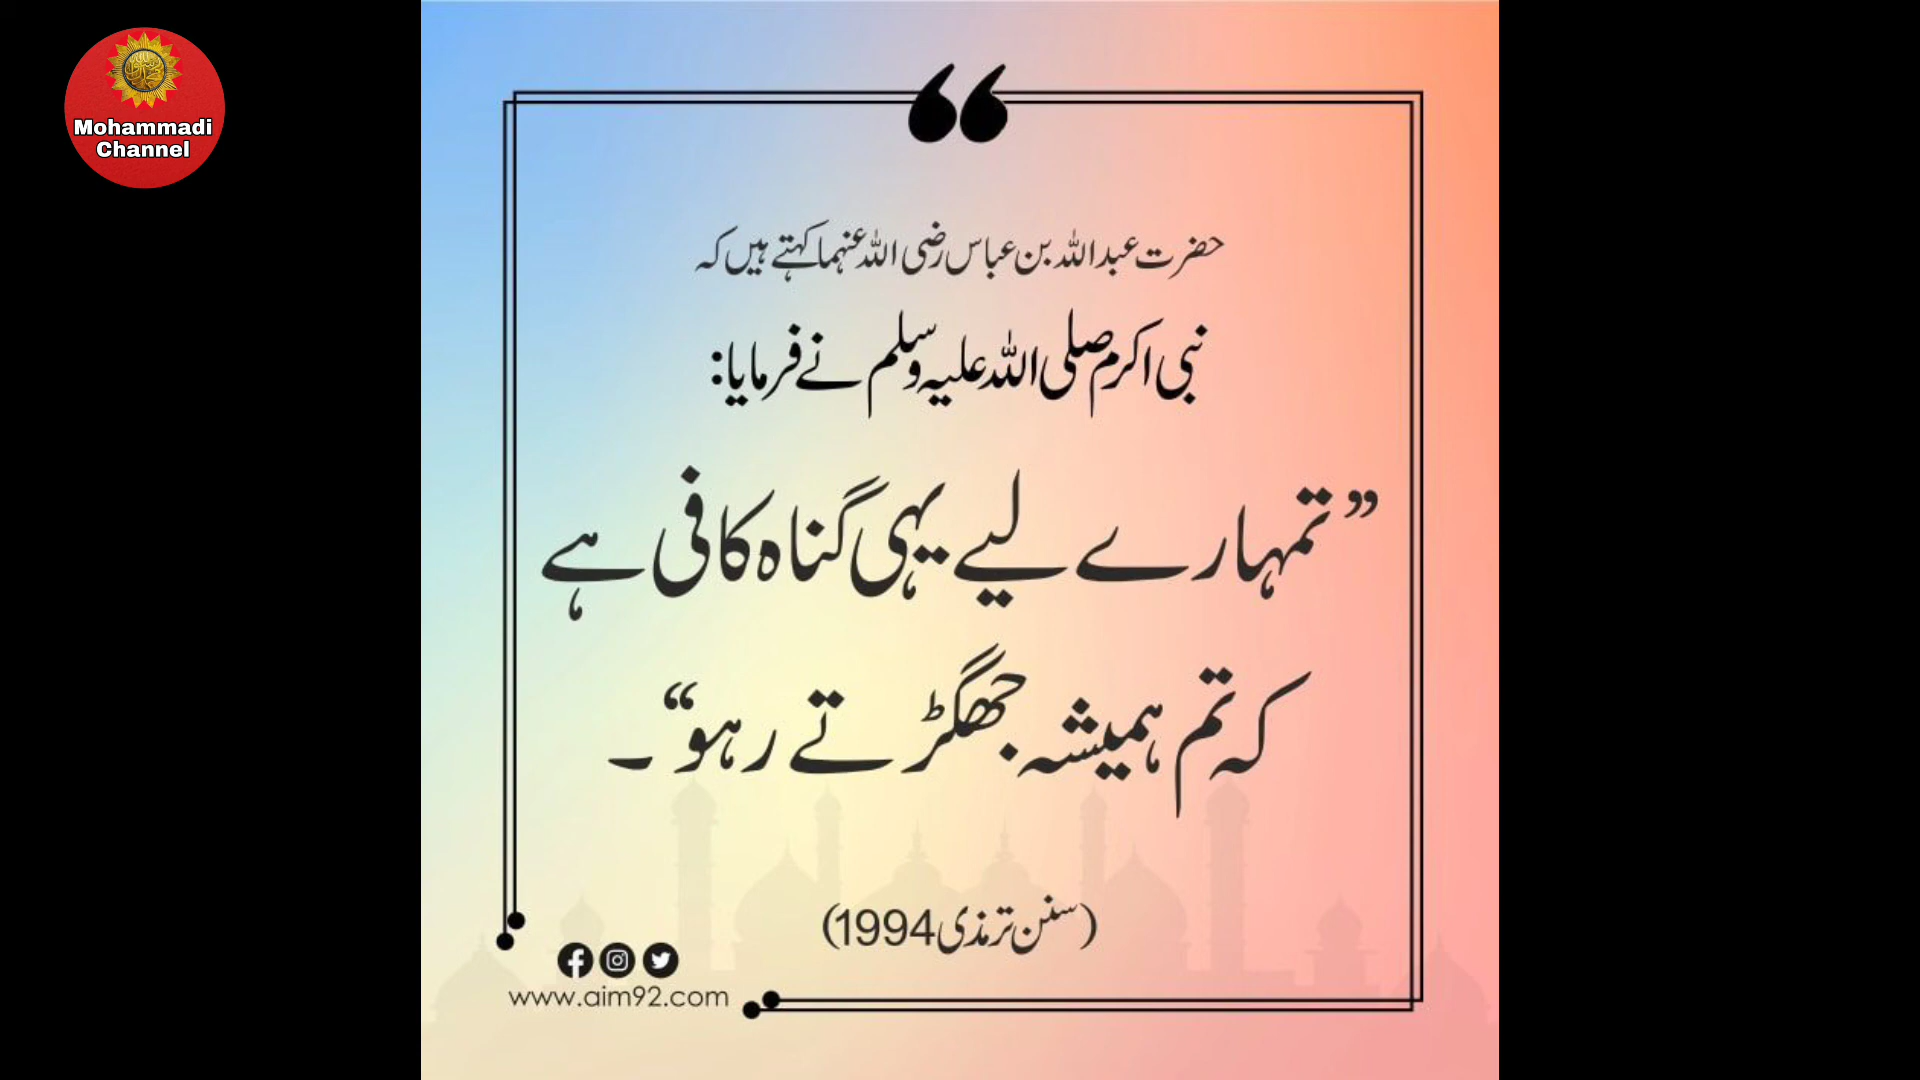 Mohammadi
Channel
حضرت عبداللہ بن عباس رضی اللہ عنہما کہتے ہیں کہ
نبی اکرم صلی اللہ علیہ وسلم نے فرمایا:
”تمہارے لیے یہی گناہ کافی ہے
کہ تم ہمیشہ جھگڑتے رہو“۔
(سنن ترمذی 1994)
www.aim92.com